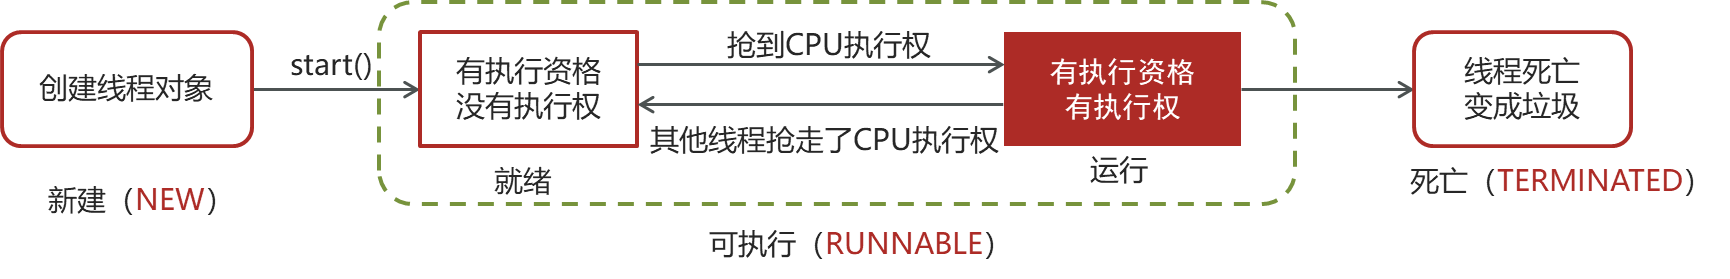 创建线程对象
新建（NEW）
start()
有执行资格
没有执行权
就绪
抢到CPU执行权
其他线程抢走了CPU执行权
有执行资格
有执行权
运行
可执行（RUNNABLE）
线程死亡
变成垃圾
死亡（TERMINATED）